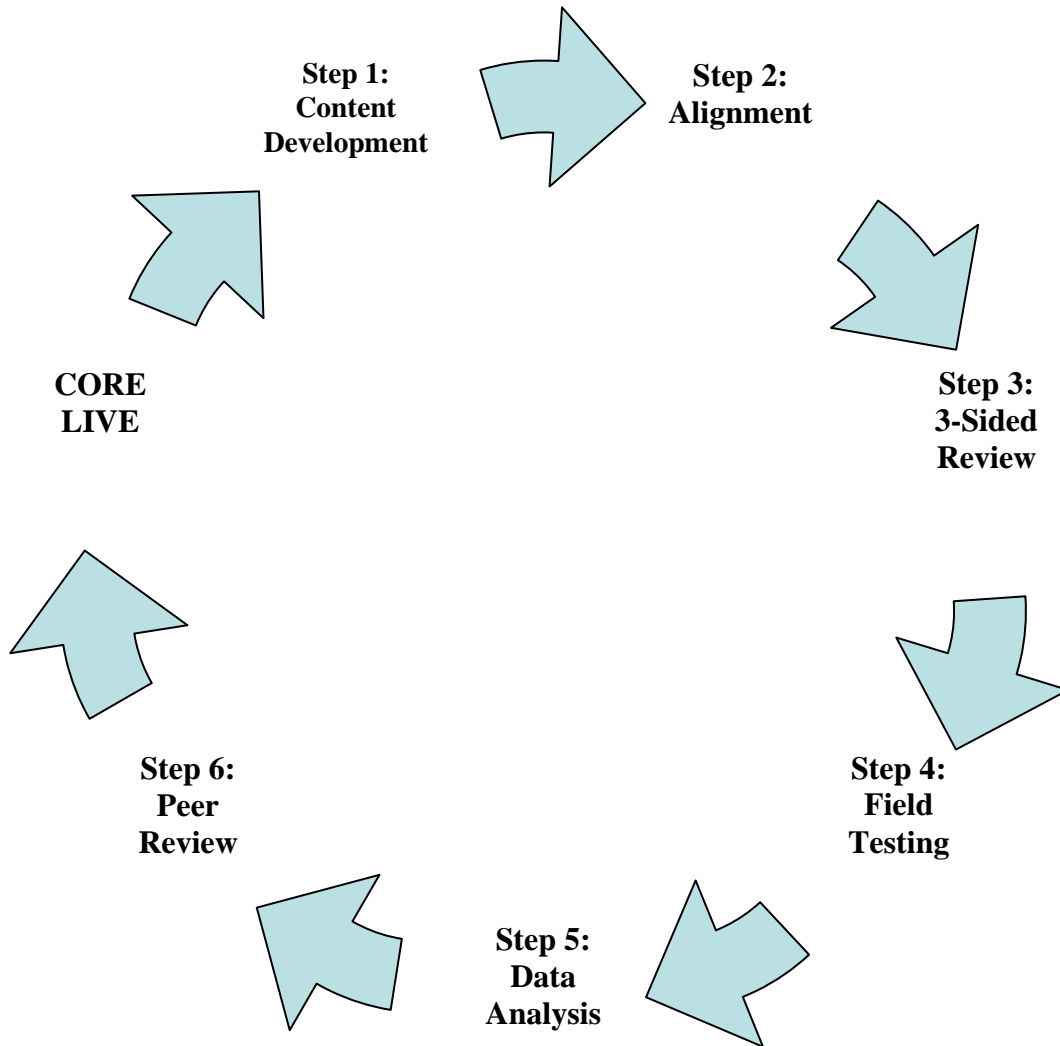 Step 1:
Content
Development
Step 2:
Alignment
Step 3:
3-Sided
Review
Step 4:
Field
Testing
Step 5:
Data
Analysis
Step 6:
Peer
Review
CORE
LIVE